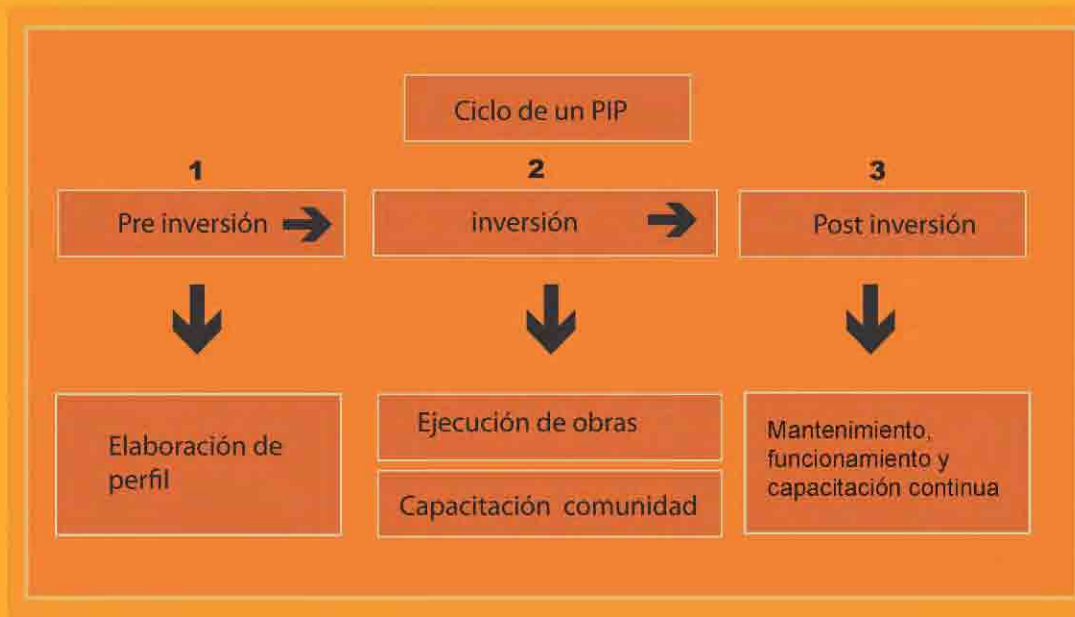 Ciclo de un PIP
1
2
3
Pre inversión
inversión
Post inversión
Elaboración de
perfil
Ejecución de obras
Capacitación comunidad
Mantenimiento,
funcionamiento y
capacitación continua